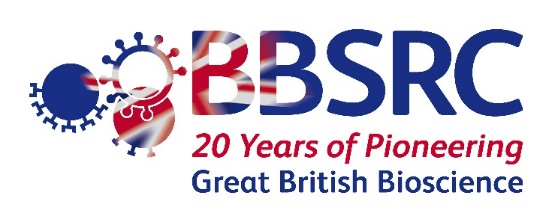 BBSRC
20 Years of Pioneering
Great British Bioscience